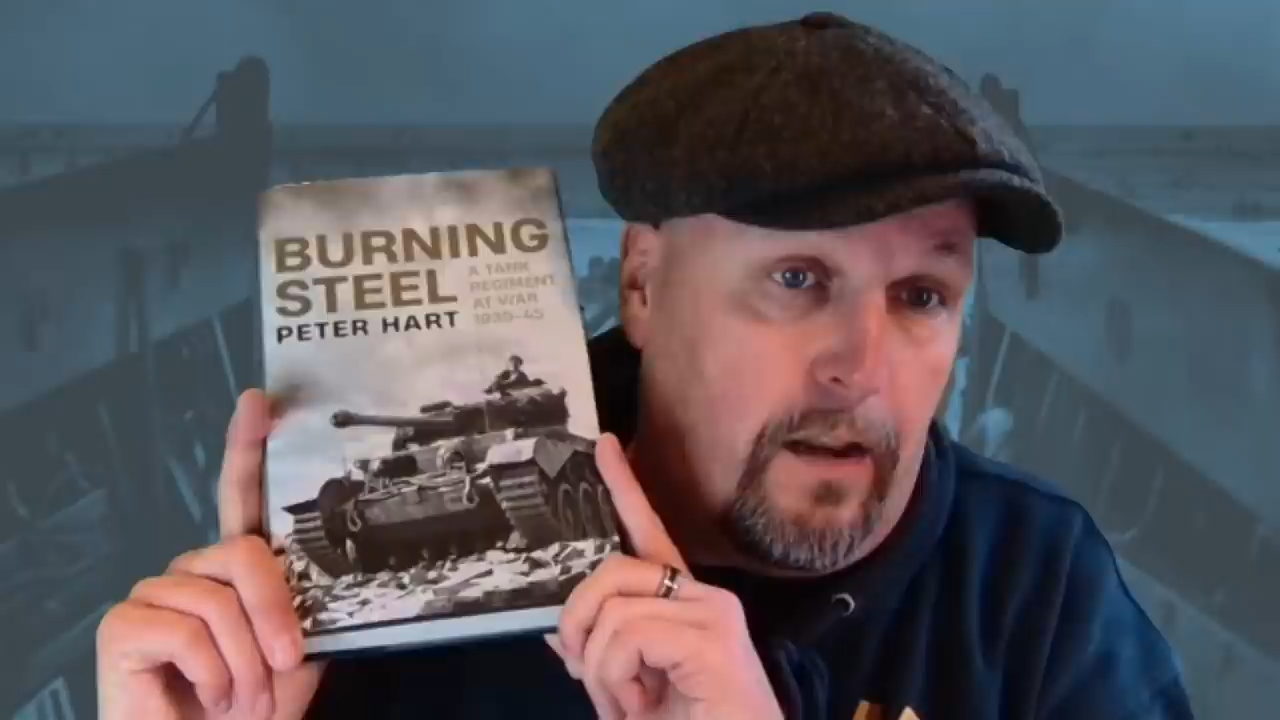 BURNING
STEEL
A TANK
REGIMENT
AT WAR
1939–45
PETER HART